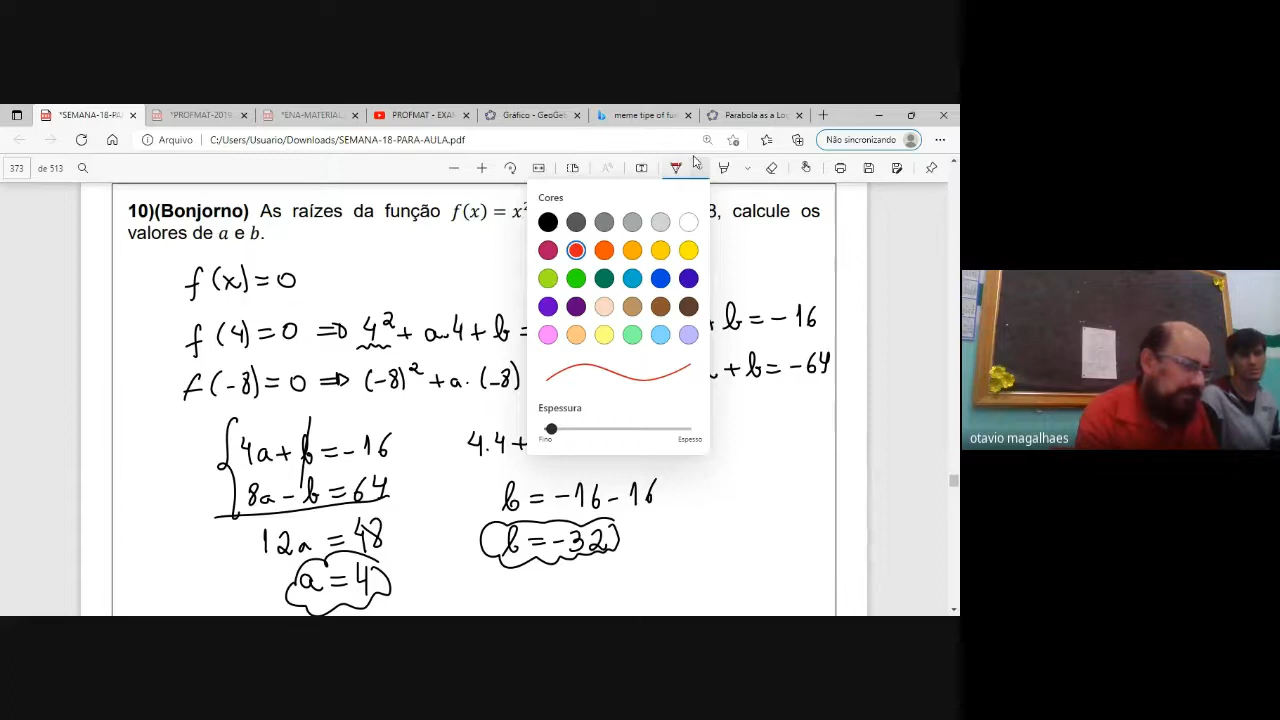 *SEMANA-18-PA
*PROFMAT-2019
*ENA-MATERIAL
PROFMAT - EXA
Gráfico - GeoGe
meme tipe of fu
Parabola as a Lo
Arquivo C:/Users/Usuario/Downloads/SEMANA-18-PARA-AULA.pdf
Não sincronizando
373 de 513
10)(Bonjorno) As raízes da função f(x) = x² 8, calcule os
valores de a e b.
f(x) = 0
f(4) = 0 ⇒ 4² + a.4 + b = + b = -16
f(-8) = 0 ⇒ (-8)² + a.(-8) + b = -64
4a + b = -16
8a - b = 64
12a = 48
a = 4
4.4 +
b = -16 - 16
b = -32
Cores
Espessura
Fino Espesso
otavio magalhaes